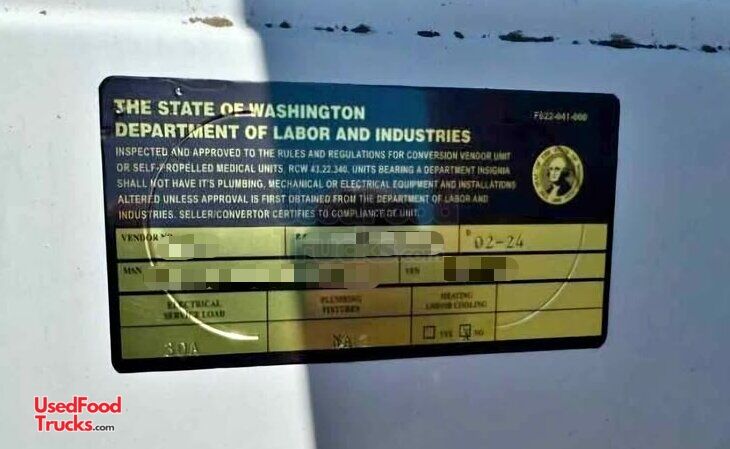 THE STATE OF WASHINGTON
DEPARTMENT OF LABOR AND INDUSTRIES
F622-041-000
INSPECTED AND APPROVED TO THE RULES AND REGULATIONS FOR CONVERSION VENDOR UNIT
OR SELF-PROPELLED MEDICAL UNITS, RCW 43.22.340. UNITS BEARING A DEPARTMENT INSIGNIA
SHALL NOT HAVE IT'S PLUMBING, MECHANICAL OR ELECTRICAL EQUIPMENT AND INSTALLATIONS
ALTERED UNLESS APPROVAL IS FIRST OBTAINED FROM THE DEPARTMENT OF LABOR AND
INDUSTRIES. SELLER/CONVERTOR CERTIFIES TO COMPLIANCE OF UNIT.
VENDOR
02-24
MSN
ELECTRICAL
SERVICE LOAD
PLUMBING
FIXTURES
HEATING
AND/OR COOLING
30A
NA
YES
NO
UsedFood
Trucks.com